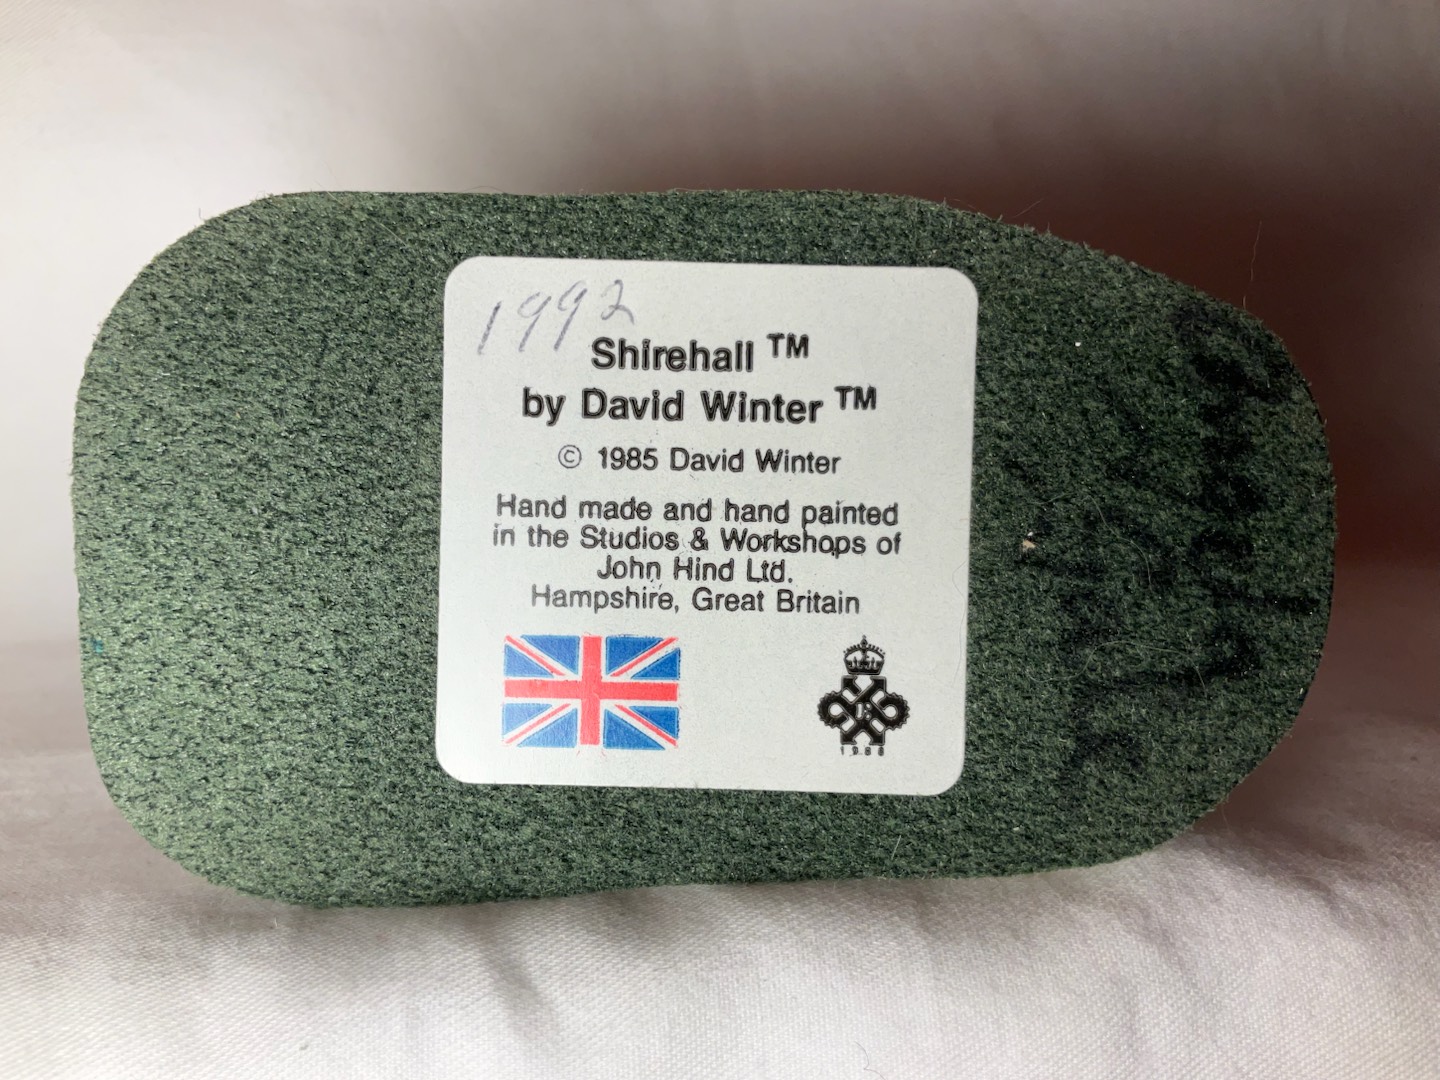 1992
Shirehall ™
by David Winter ™
© 1985 David Winter
Hand made and hand painted
in the Studios & Workshops of
John Hind Ltd.
Hampshire, Great Britain
1988